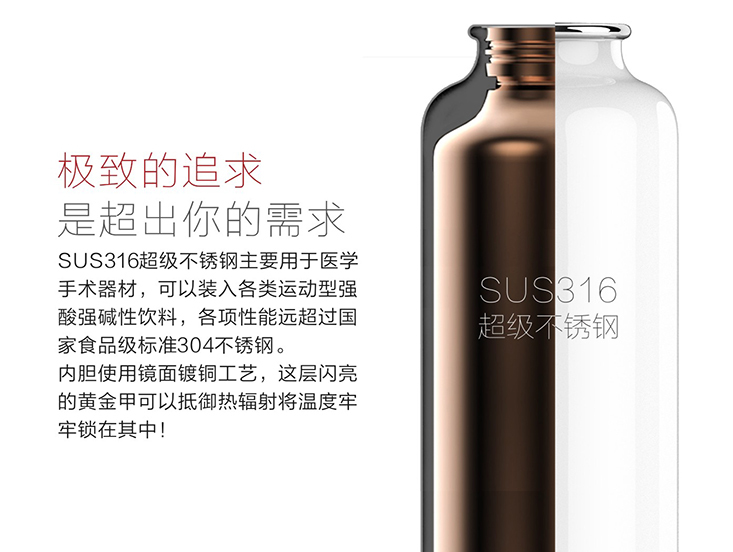 极致的追求
是超出你的需求
SUS316超级不锈钢主要用于医学
手术器材，可以装入各类运动型强
酸强碱性饮料，各项性能远超过国
家食品级标准304不锈钢。
内胆使用镜面镀铜工艺，这层闪亮
的黄金甲可以抵御热辐射将温度牢
牢锁在其中！
SUS316
超级不锈钢